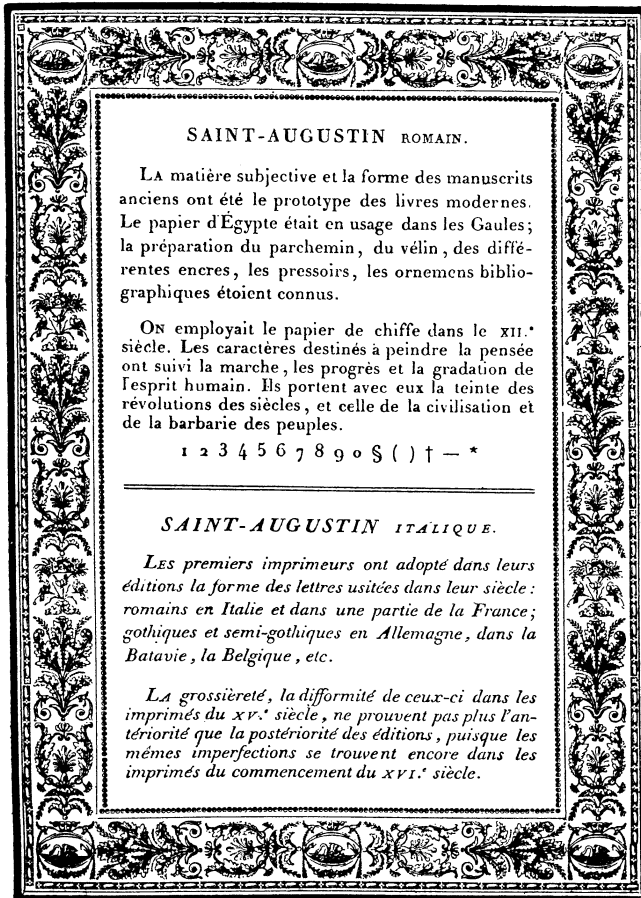 SAINT-AUGUSTIN ROMAIN.
LA matière subjective et la forme des manuscrits
anciens ont été le prototype des livres modernes.
Le papier d'Égypte était en usage dans les Gaules;
la préparation du parchemin, du vélin, des diffé-
rentes encres, les pressoirs, les ornemens biblio-
graphiques étoient connus.
ON employait le papier de chiffe dans le XII.e
siècle. Les caractères destinés à peindre la pensée
ont suivi la marche, les progrès et la gradation de
l'esprit humain. Ils portent avec eux la teinte des
révolutions des siècles, et celle de la civilisation et
de la barbarie des peuples.
1 2 3 4 5 6 7 8 9 0 § ( ) † — *
SAINT-AUGUSTIN ITALIQUE.
LES premiers imprimeurs ont adopté dans leurs
éditions la forme des lettres usitées dans leur siècle :
romains en Italie et dans une partie de la France;
gothiques et semi-gothiques en Allemagne, dans la
Batavie, la Belgique, etc.
LA grossièreté, la difformité de ceux-ci dans les
imprimés du XV.e siècle, ne prouvent pas plus l'an-
tériorité que la postériorité des éditions, puisque les
mêmes imperfections se trouvent encore dans les
imprimés du commencement du XVI.e siècle.